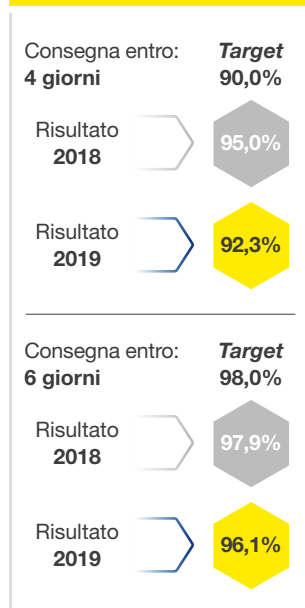 Consegna entro: Target
4 giorni 90,0%
Risultato
2018
95,0%
Risultato
2019
92,3%
Consegna entro: Target
6 giorni 98,0%
Risultato
2018
97,9%
Risultato
2019
96,1%